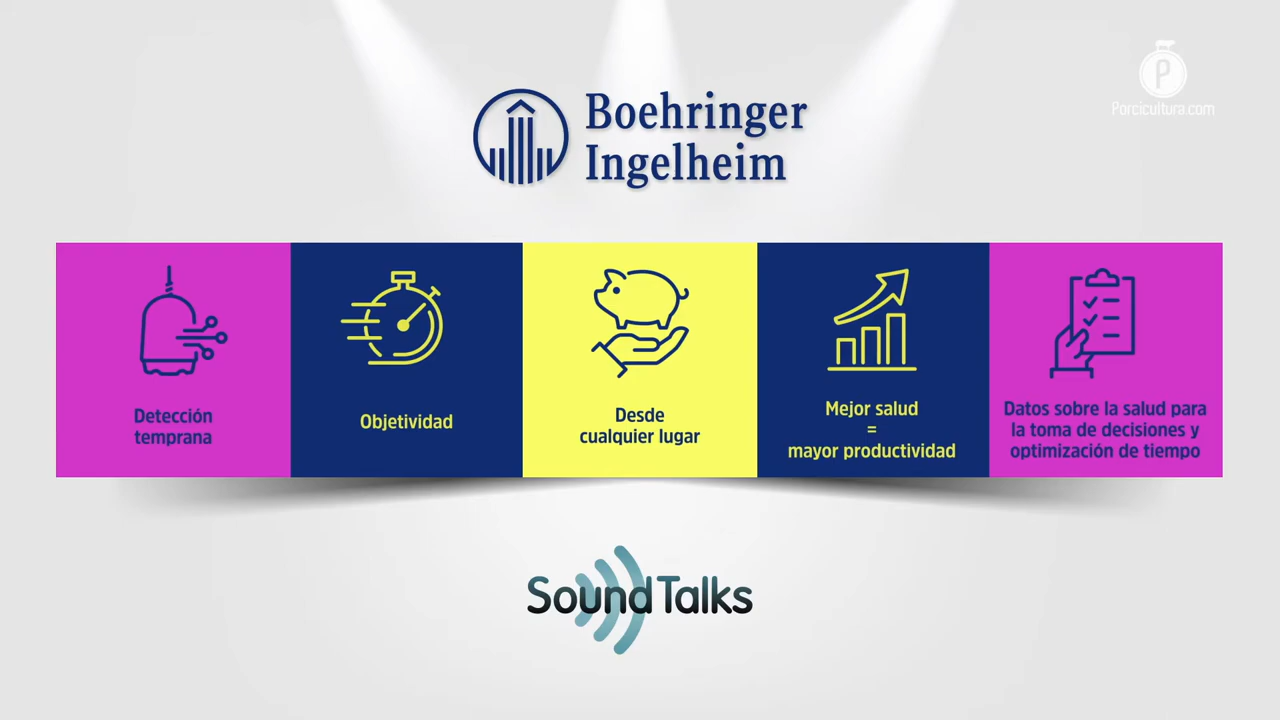 Boehringer
Ingelheim
P
Porcicultura.com
Detección
temprana
Objetividad
Desde
cualquier lugar
Mejor salud
=
mayor productividad
Datos sobre la salud para
la toma de decisiones y
optimización de tiempo
SoundTalks